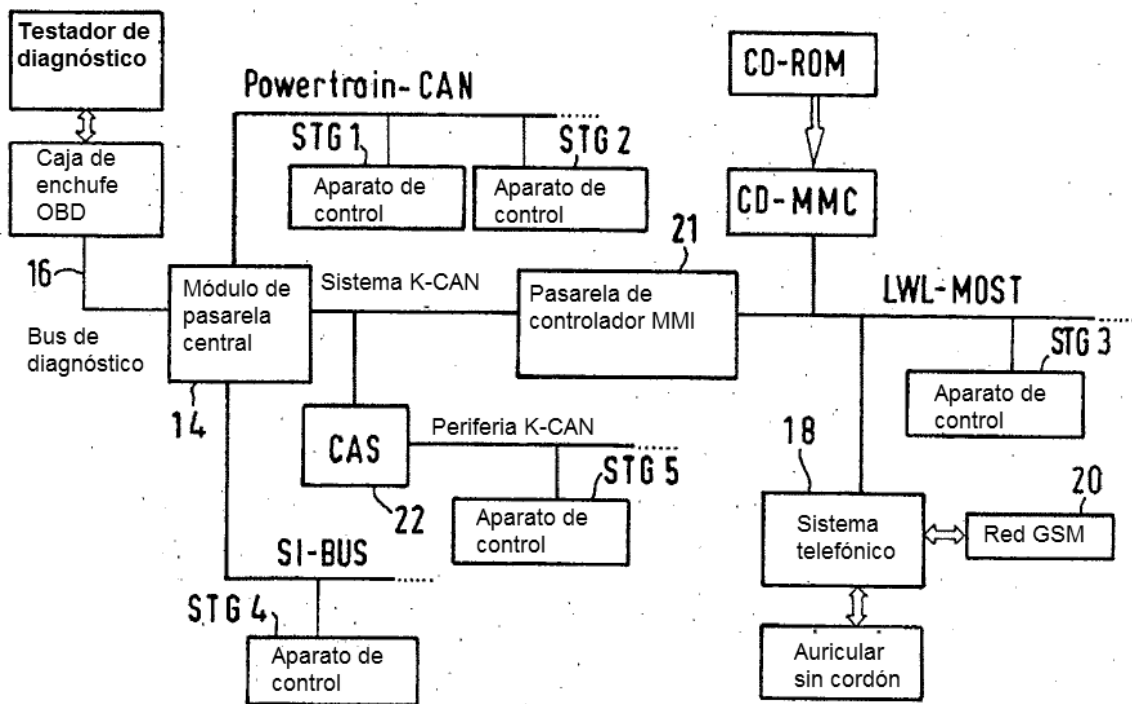 Testador de
diagnóstico
Powertrain-CAN
CD-ROM
Caja de
enchufe
OBD
STG 1
STG 2
Aparato de
control
Aparato de
control
CD-MMC
16
21
Módulo de
pasarela
central
Sistema K-CAN
Pasarela de
controlador MMI
LWL-MOST
Bus de
diagnóstico
STG 3
Aparato de
control
14
CAS
Periferia K-CAN
18
22
STG 5
Aparato de
control
Sistema
telefónico
20
Red GSM
SI-BUS
STG 4
Aparato de
control
Auricular
sin cordón